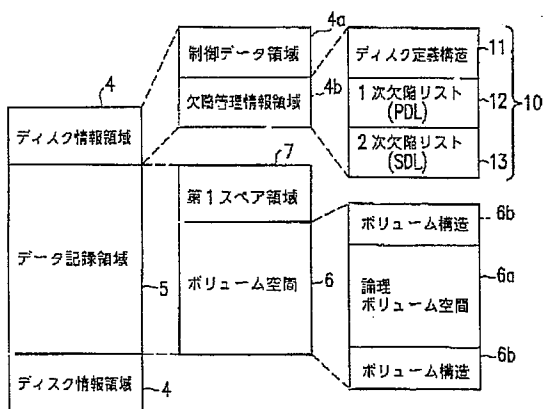 4
ディスク情報領域
データ記録領域
5
ディスク情報領域
4
4a
制御データ領域
4b
欠陥管理情報領域
7
第1スペア領域
ボリューム空間
6
ディスク定義構造
11
1次欠陥リスト
(PDL)
12
2次欠陥リスト
(SDL)
13
10
ボリューム構造
6b
論理
ボリューム空間
6a
ボリューム構造
6b